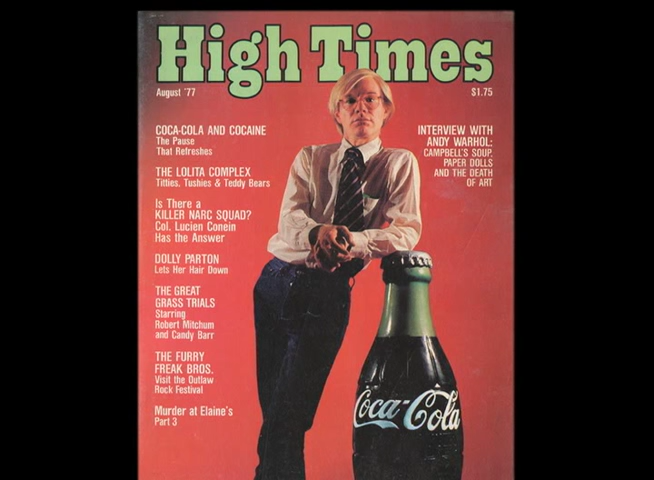 High Times
August '77
$1.75
COCA-COLA AND COCAINE
The Pause
That Refreshes
THE LOLITA COMPLEX
Titties, Tushies & Teddy Bears
Is There a
KILLER NARC SQUAD?
Col. Lucien Conein
Has the Answer
DOLLY PARTON
Lets Her Hair Down
THE GREAT
GRASS TRIALS
Starring
Robert Mitchum
and Candy Barr
THE FURRY
FREAK BROS.
Visit the Outlaw
Rock Festival
Murder at Elaine's
Part 3
INTERVIEW WITH
ANDY WARHOL:
CAMPBELL'S SOUP,
PAPER DOLLS
AND THE DEATH
OF ART
Coca-Cola